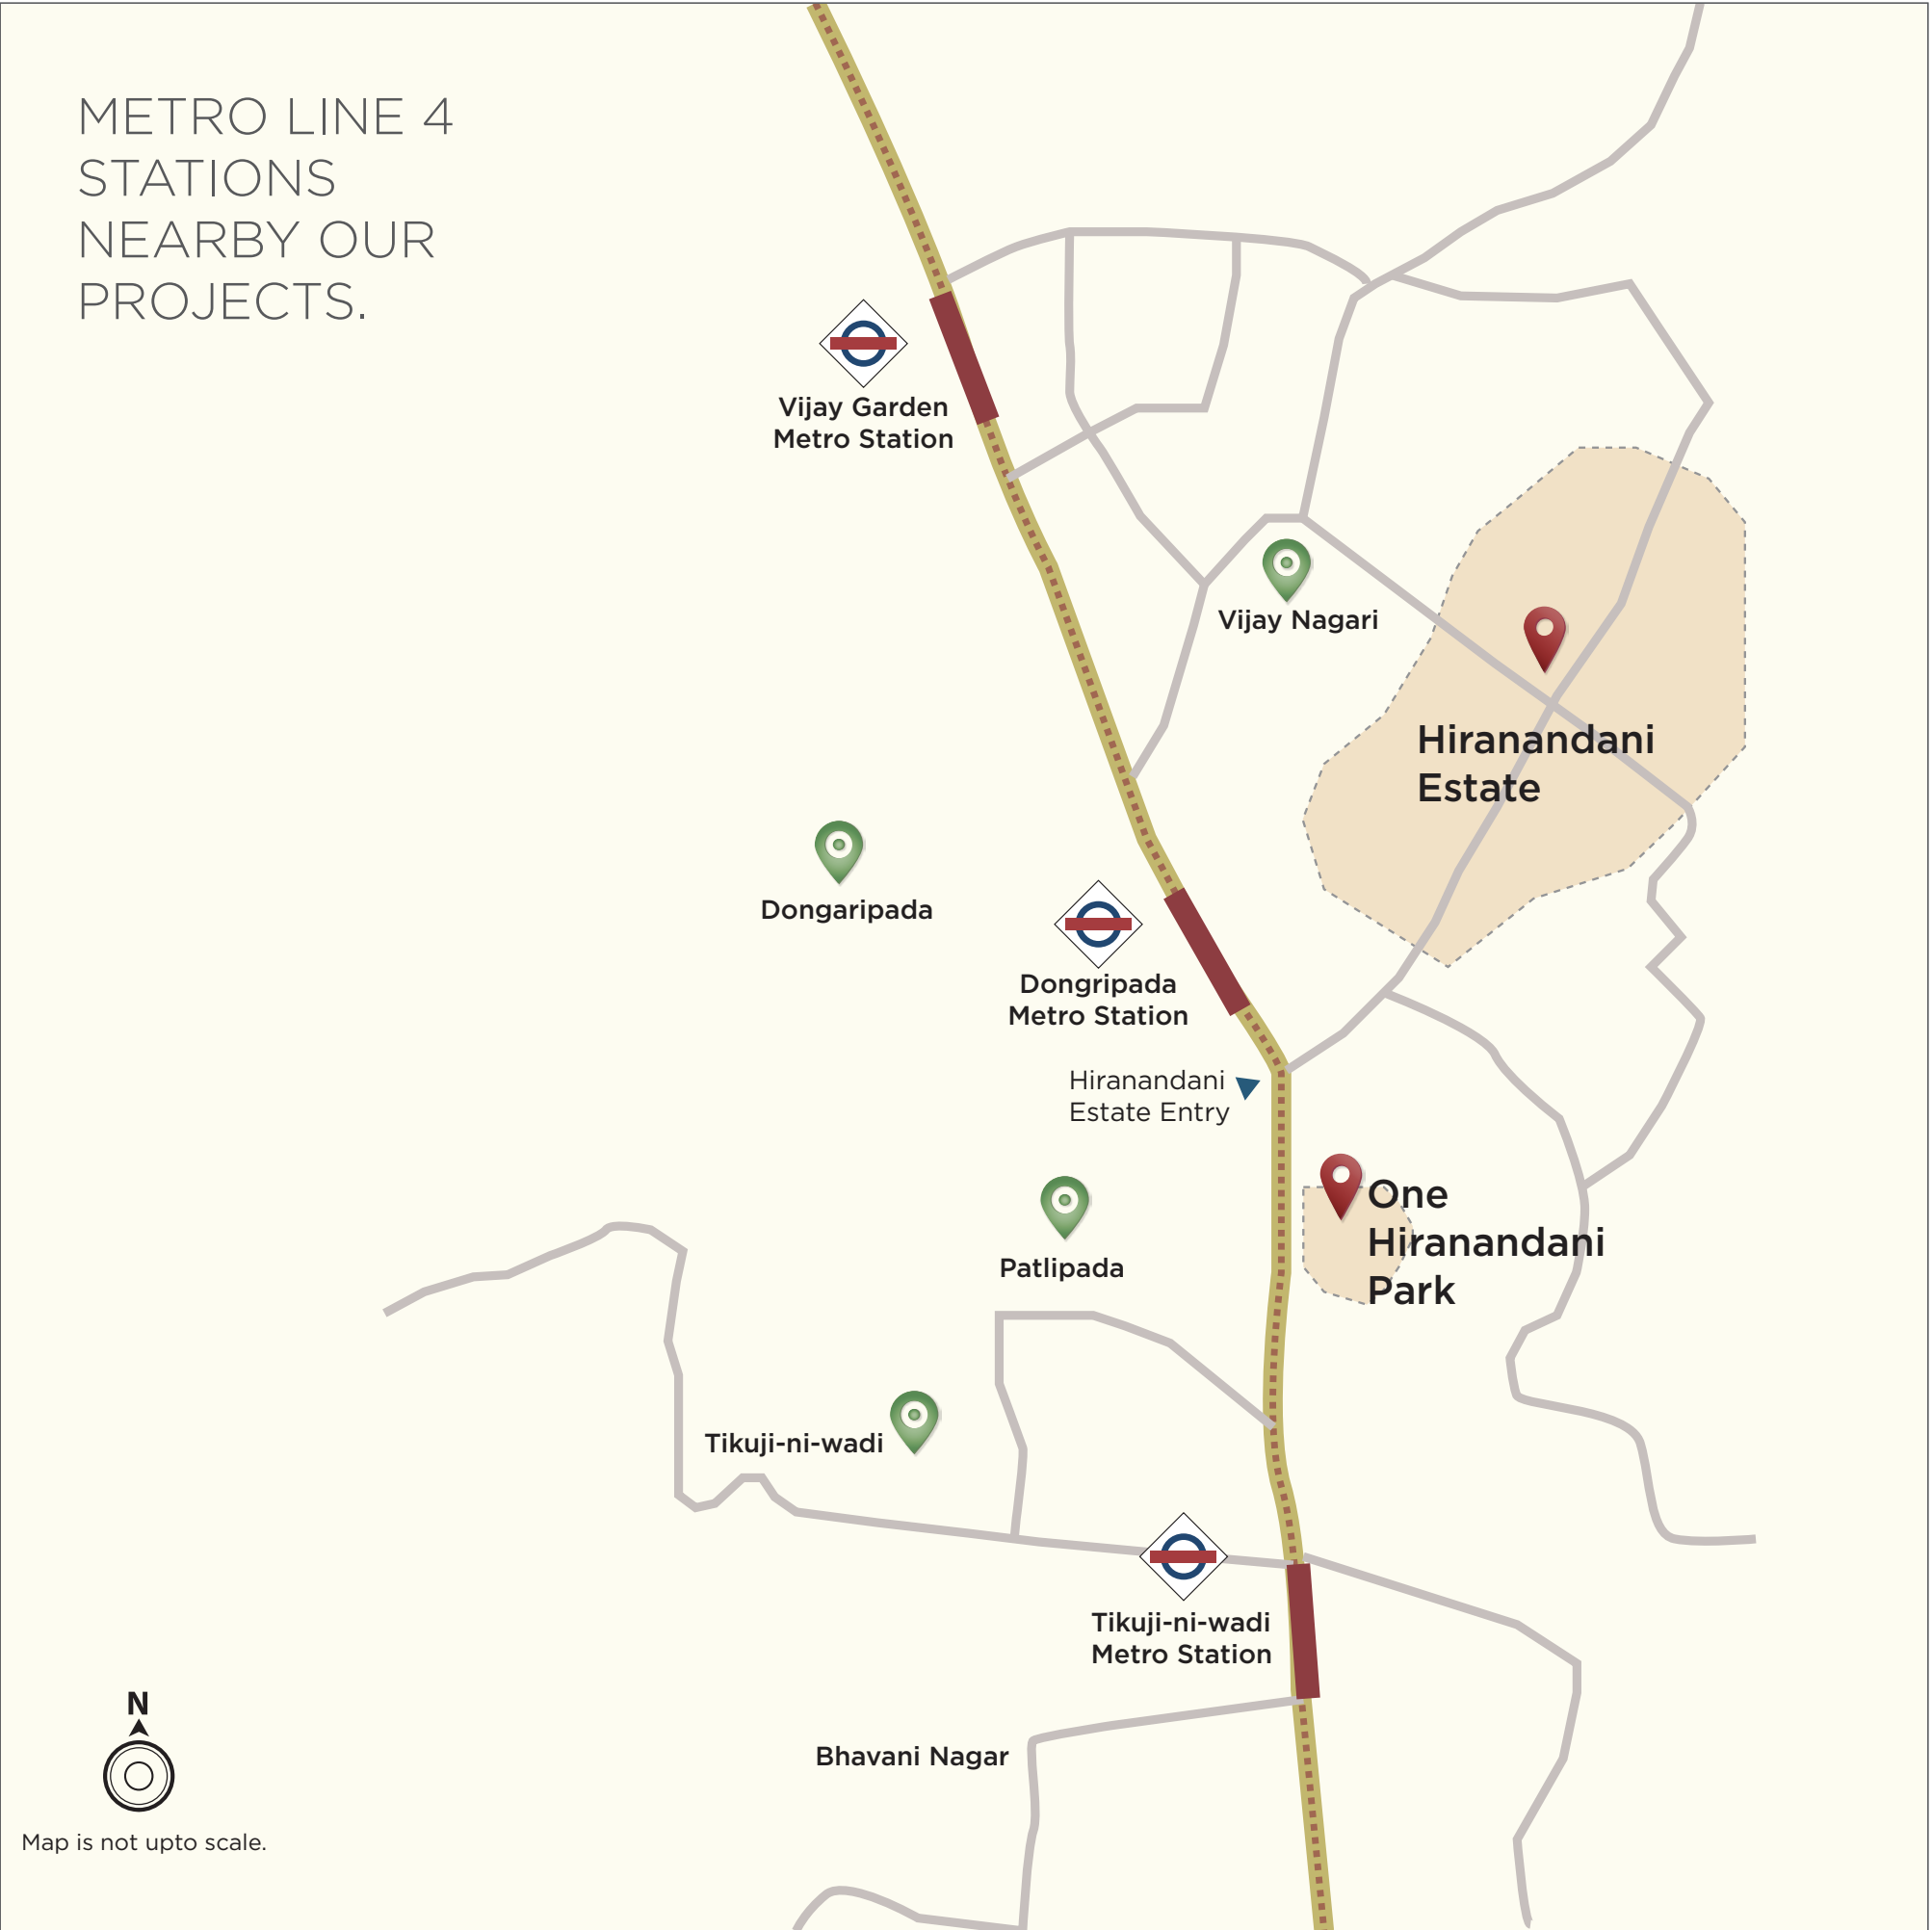 METRO LINE 4
STATIONS
NEARBY OUR
PROJECTS.
Vijay Garden
Metro Station
Vijay Nagari
Hiranandani
Estate
Dongaripada
Dongripada
Metro Station
Hiranandani
Estate Entry
One
Hiranandani
Park
Patlipada
Tikuji-ni-wadi
Tikuji-ni-wadi
Metro Station
Bhavani Nagar
N
Map is not upto scale.